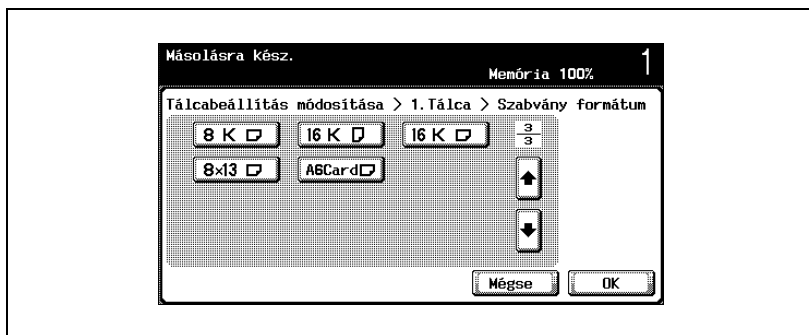 Másolásra kész.
Memória 100% 1
Tálcabeállítás módosítása > 1.Tálca > Szabvány formátum
8 K 16 K 16 K 3/3
8×13 A6Card
Mégse OK